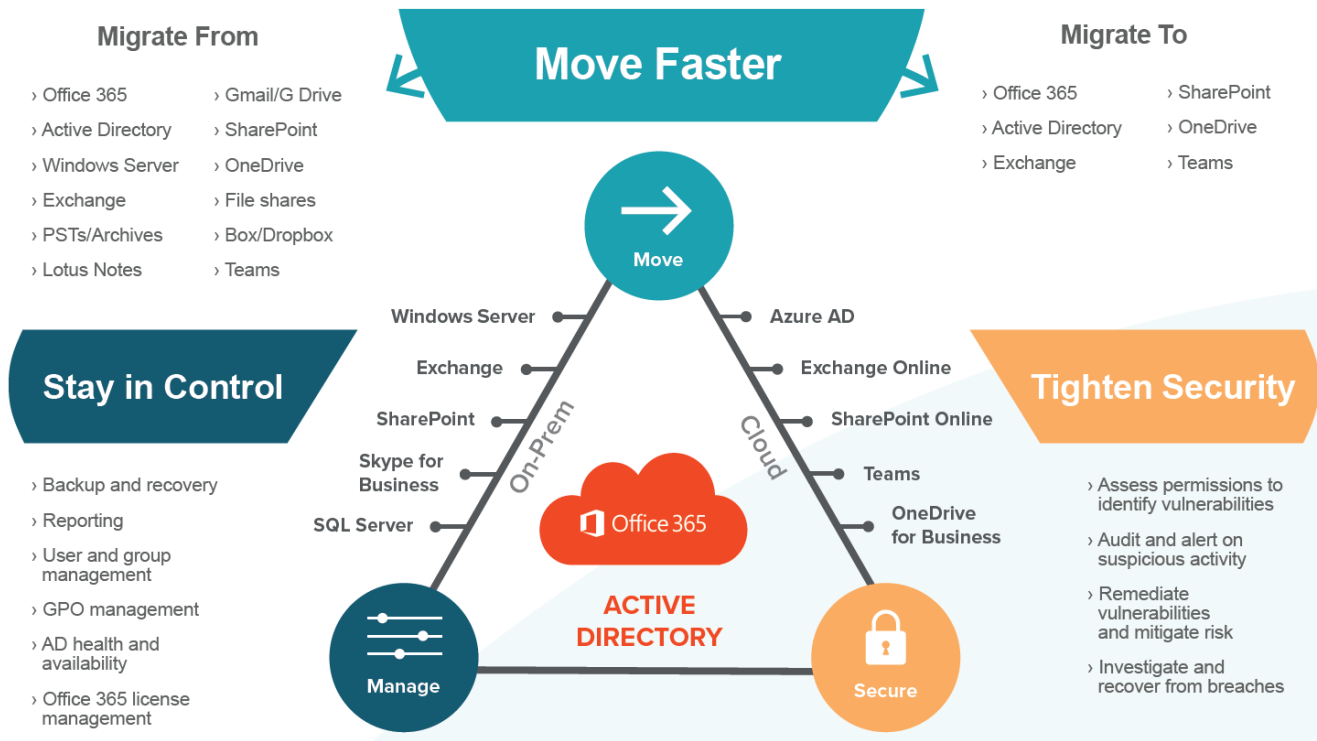 Migrate From
› Office 365
› Active Directory
› Windows Server
› Exchange
› PSTs/Archives
› Lotus Notes
› Gmail/G Drive
› SharePoint
› OneDrive
› File shares
› Box/Dropbox
› Teams
Move Faster
Migrate To
› Office 365
› Active Directory
› Exchange
› SharePoint
› OneDrive
› Teams
Move
Windows Server
Exchange
SharePoint
Skype for
Business
SQL Server
On-Prem
Azure AD
Exchange Online
SharePoint Online
Teams
OneDrive
for Business
Cloud
Office 365
ACTIVE
DIRECTORY
Stay in Control
› Backup and recovery
› Reporting
› User and group
management
› GPO management
› AD health and
availability
› Office 365 license
management
Manage
Tighten Security
› Assess permissions to
identify vulnerabilities
› Audit and alert on
suspicious activity
› Remediate
vulnerabilities
and mitigate risk
› Investigate and
recover from breaches
Secure